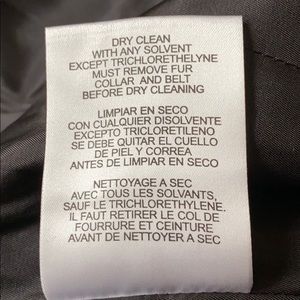 DRY CLEAN
WITH ANY SOLVENT
EXCEPT TRICHLORETHELYNE
MUST REMOVE FUR
COLLAR AND BELT
BEFORE DRY CLEANING
LIMPIAR EN SECO
CON CUALQUIER DISOLVENTE
EXCEPTO TRICLORETILENO
SE DEBE QUITAR EL CUELLO
DE PIEL Y CORREA
ANTES DE LIMPIAR EN SECO
NETTOYAGE A SEC
AVEC TOUS LES SOLVANTS,
SAUF LE TRICHLORETHYLENE.
IL FAUT RETIRER LE COL DE
FOURRURE ET CEINTURE
AVANT DE NETTOYER A SEC